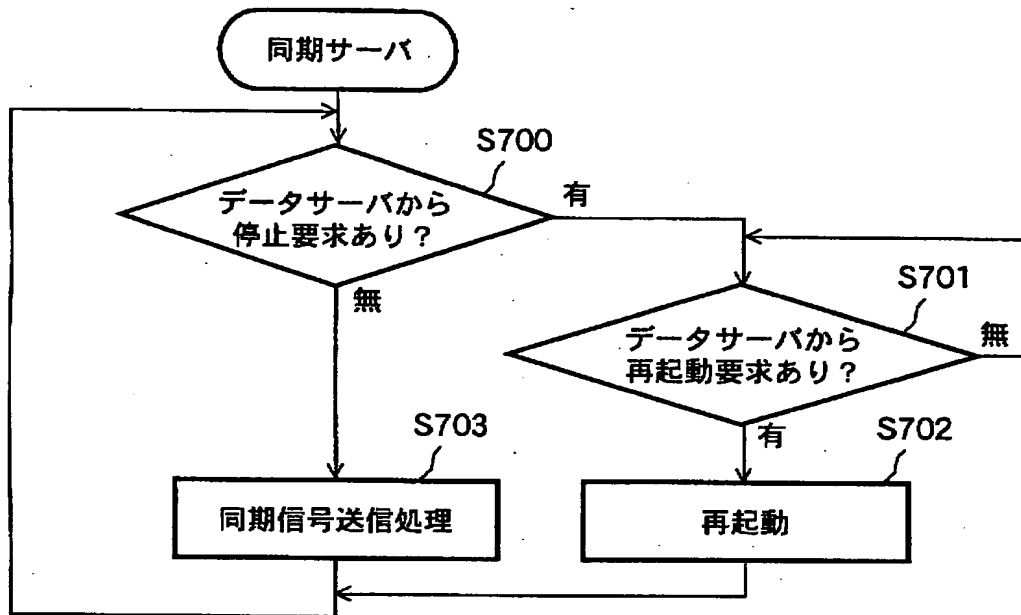 同期サーバ
S700
データサーバから
停止要求あり?
有
無
S701
データサーバから
再起動要求あり?
無
有
S703
同期信号送信処理
S702
再起動